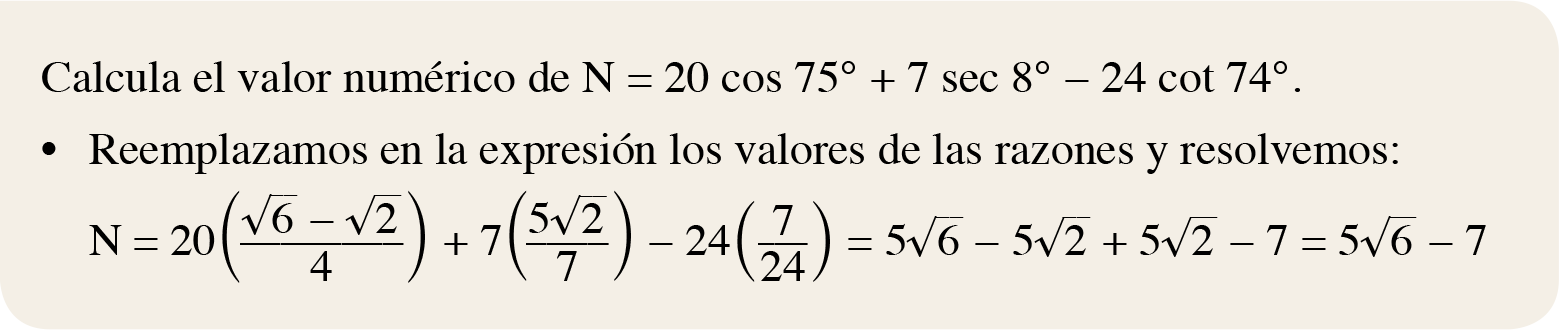 Calcula el valor numérico de N = 20 cos 75° + 7 sec 8° − 24 cot 74°.
• Reemplazamos en la expresión los valores de las razones y resolvemos:
N = 20((√6 − √2)/4) + 7(5√2/7) − 24(7/24) = 5√6 − 5√2 + 5√2 − 7 = 5√6 − 7